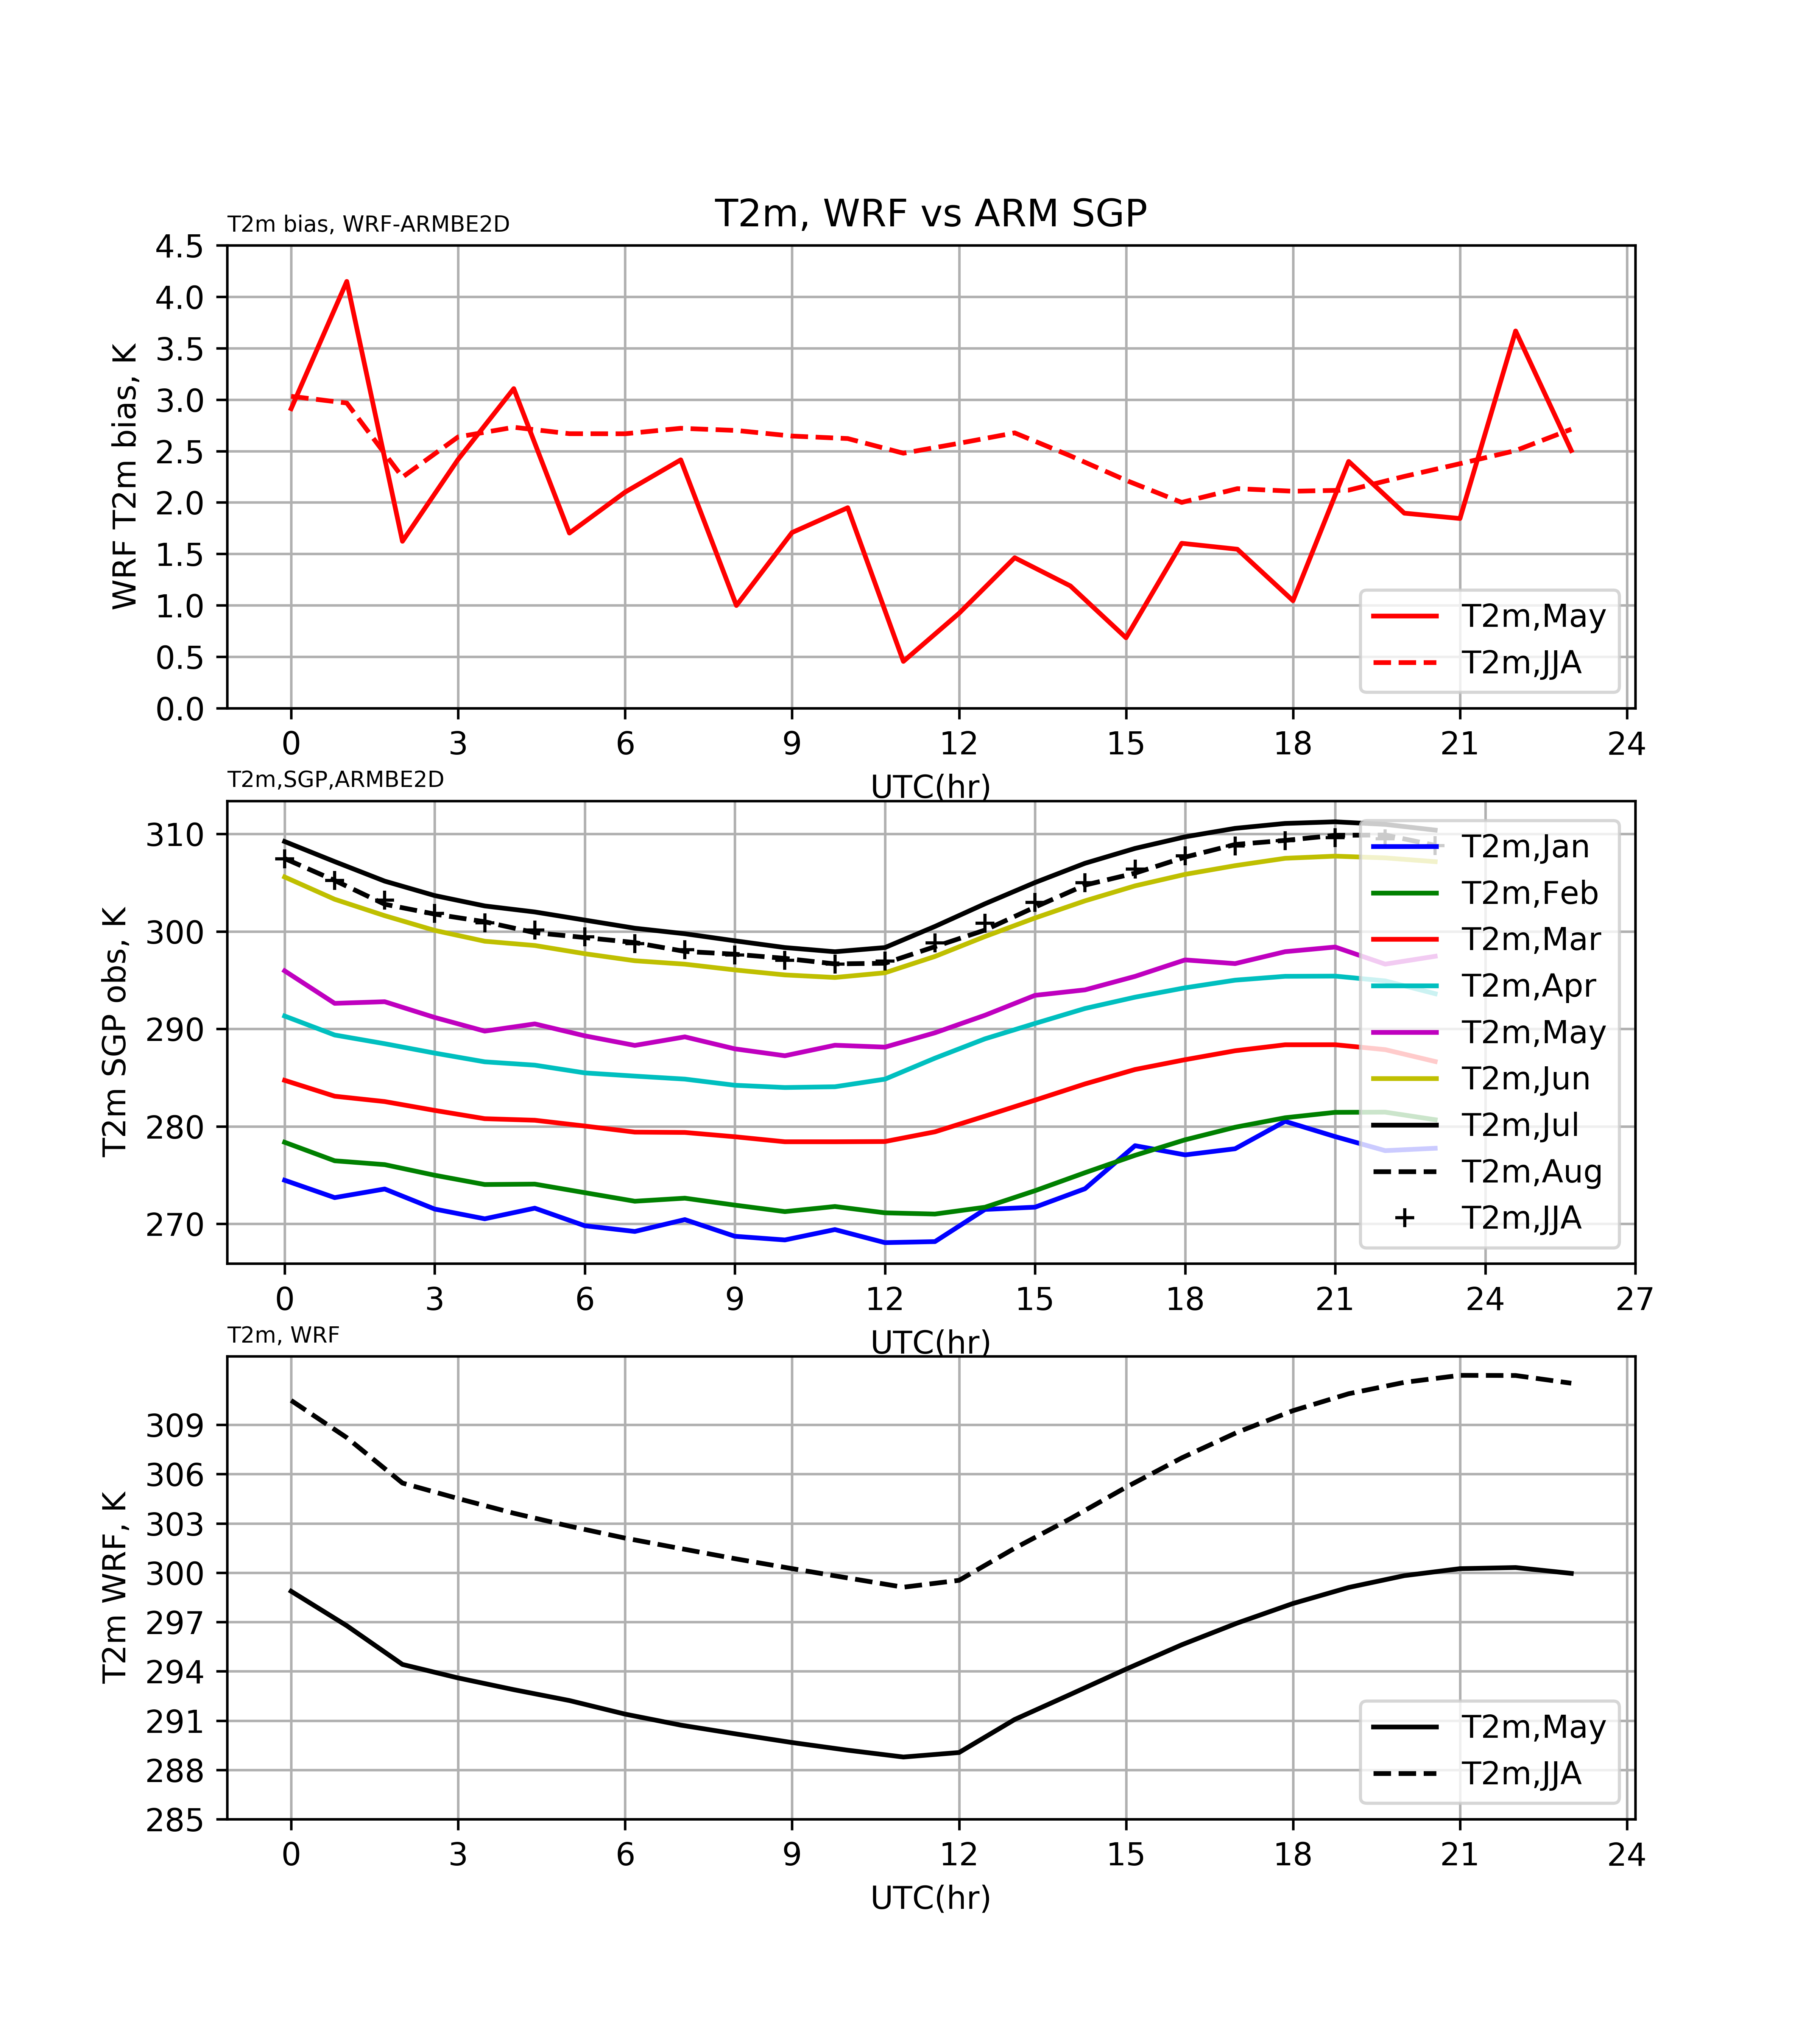 T2m, WRF vs ARM SGP
T2m bias, WRF-ARMBE2D
WRF T2m bias, K
4.5
4.0
3.5
3.0
2.5
2.0
1.5
1.0
0.5
0.0
T2m,May
T2m,JJA
0 3 6 9 12 15 18 21 24
UTC(hr)
T2m,SGP,ARMBE2D
T2m SGP obs, K
310
300
290
280
270
T2m,Jan
T2m,Feb
T2m,Mar
T2m,Apr
T2m,May
T2m,Jun
T2m,Jul
T2m,Aug
T2m,JJA
0 3 6 9 12 15 18 21 24 27
UTC(hr)
T2m, WRF
T2m WRF, K
309
306
303
300
297
294
291
288
285
T2m,May
T2m,JJA
0 3 6 9 12 15 18 21 24
UTC(hr)